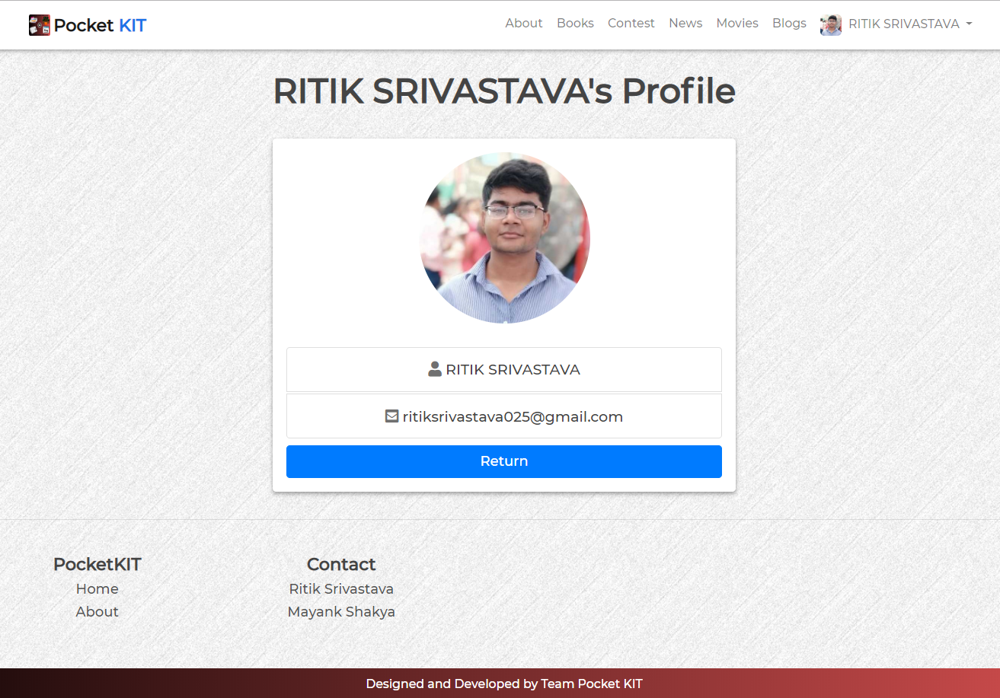 Pocket KIT
About Books Contest News Movies Blogs RITIK SRIVASTAVA
RITIK SRIVASTAVA's Profile
RITIK SRIVASTAVA
ritiksrivastava025@gmail.com
Return
PocketKIT
Home
About
Contact
Ritik Srivastava
Mayank Shakya
Designed and Developed by Team Pocket KIT